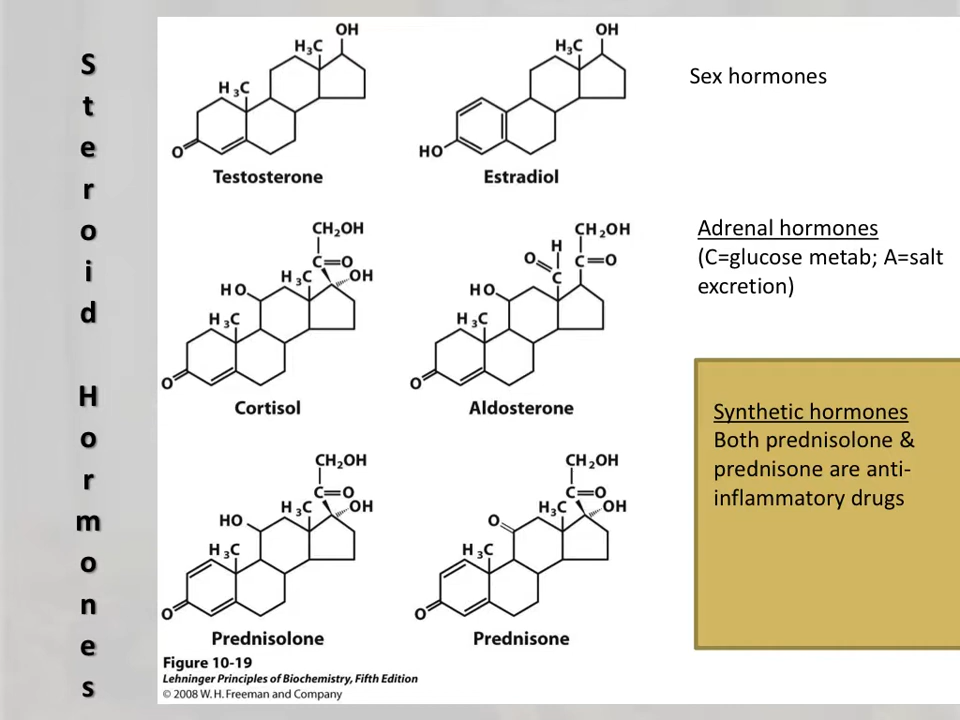 Steroid Hormones
OH
H₃C
H₃C
O
Testosterone
OH
H₃C
HO
Estradiol
Sex hormones
CH₂OH
C=O
H₃C
OH
HO
H₃C
O
Cortisol
CH₂OH
H
O
C=O
C
HO
H₃C
O
Aldosterone
Adrenal hormones
(C=glucose metab; A=salt
excretion)
CH₂OH
C=O
H₃C
OH
HO
H₃C
O
Prednisolone
CH₂OH
C=O
H₃C
OH
O
H₃C
O
Prednisone
Synthetic hormones
Both prednisolone &
prednisone are anti-
inflammatory drugs
Figure 10-19
Lehninger Principles of Biochemistry, Fifth Edition
© 2008 W. H. Freeman and Company